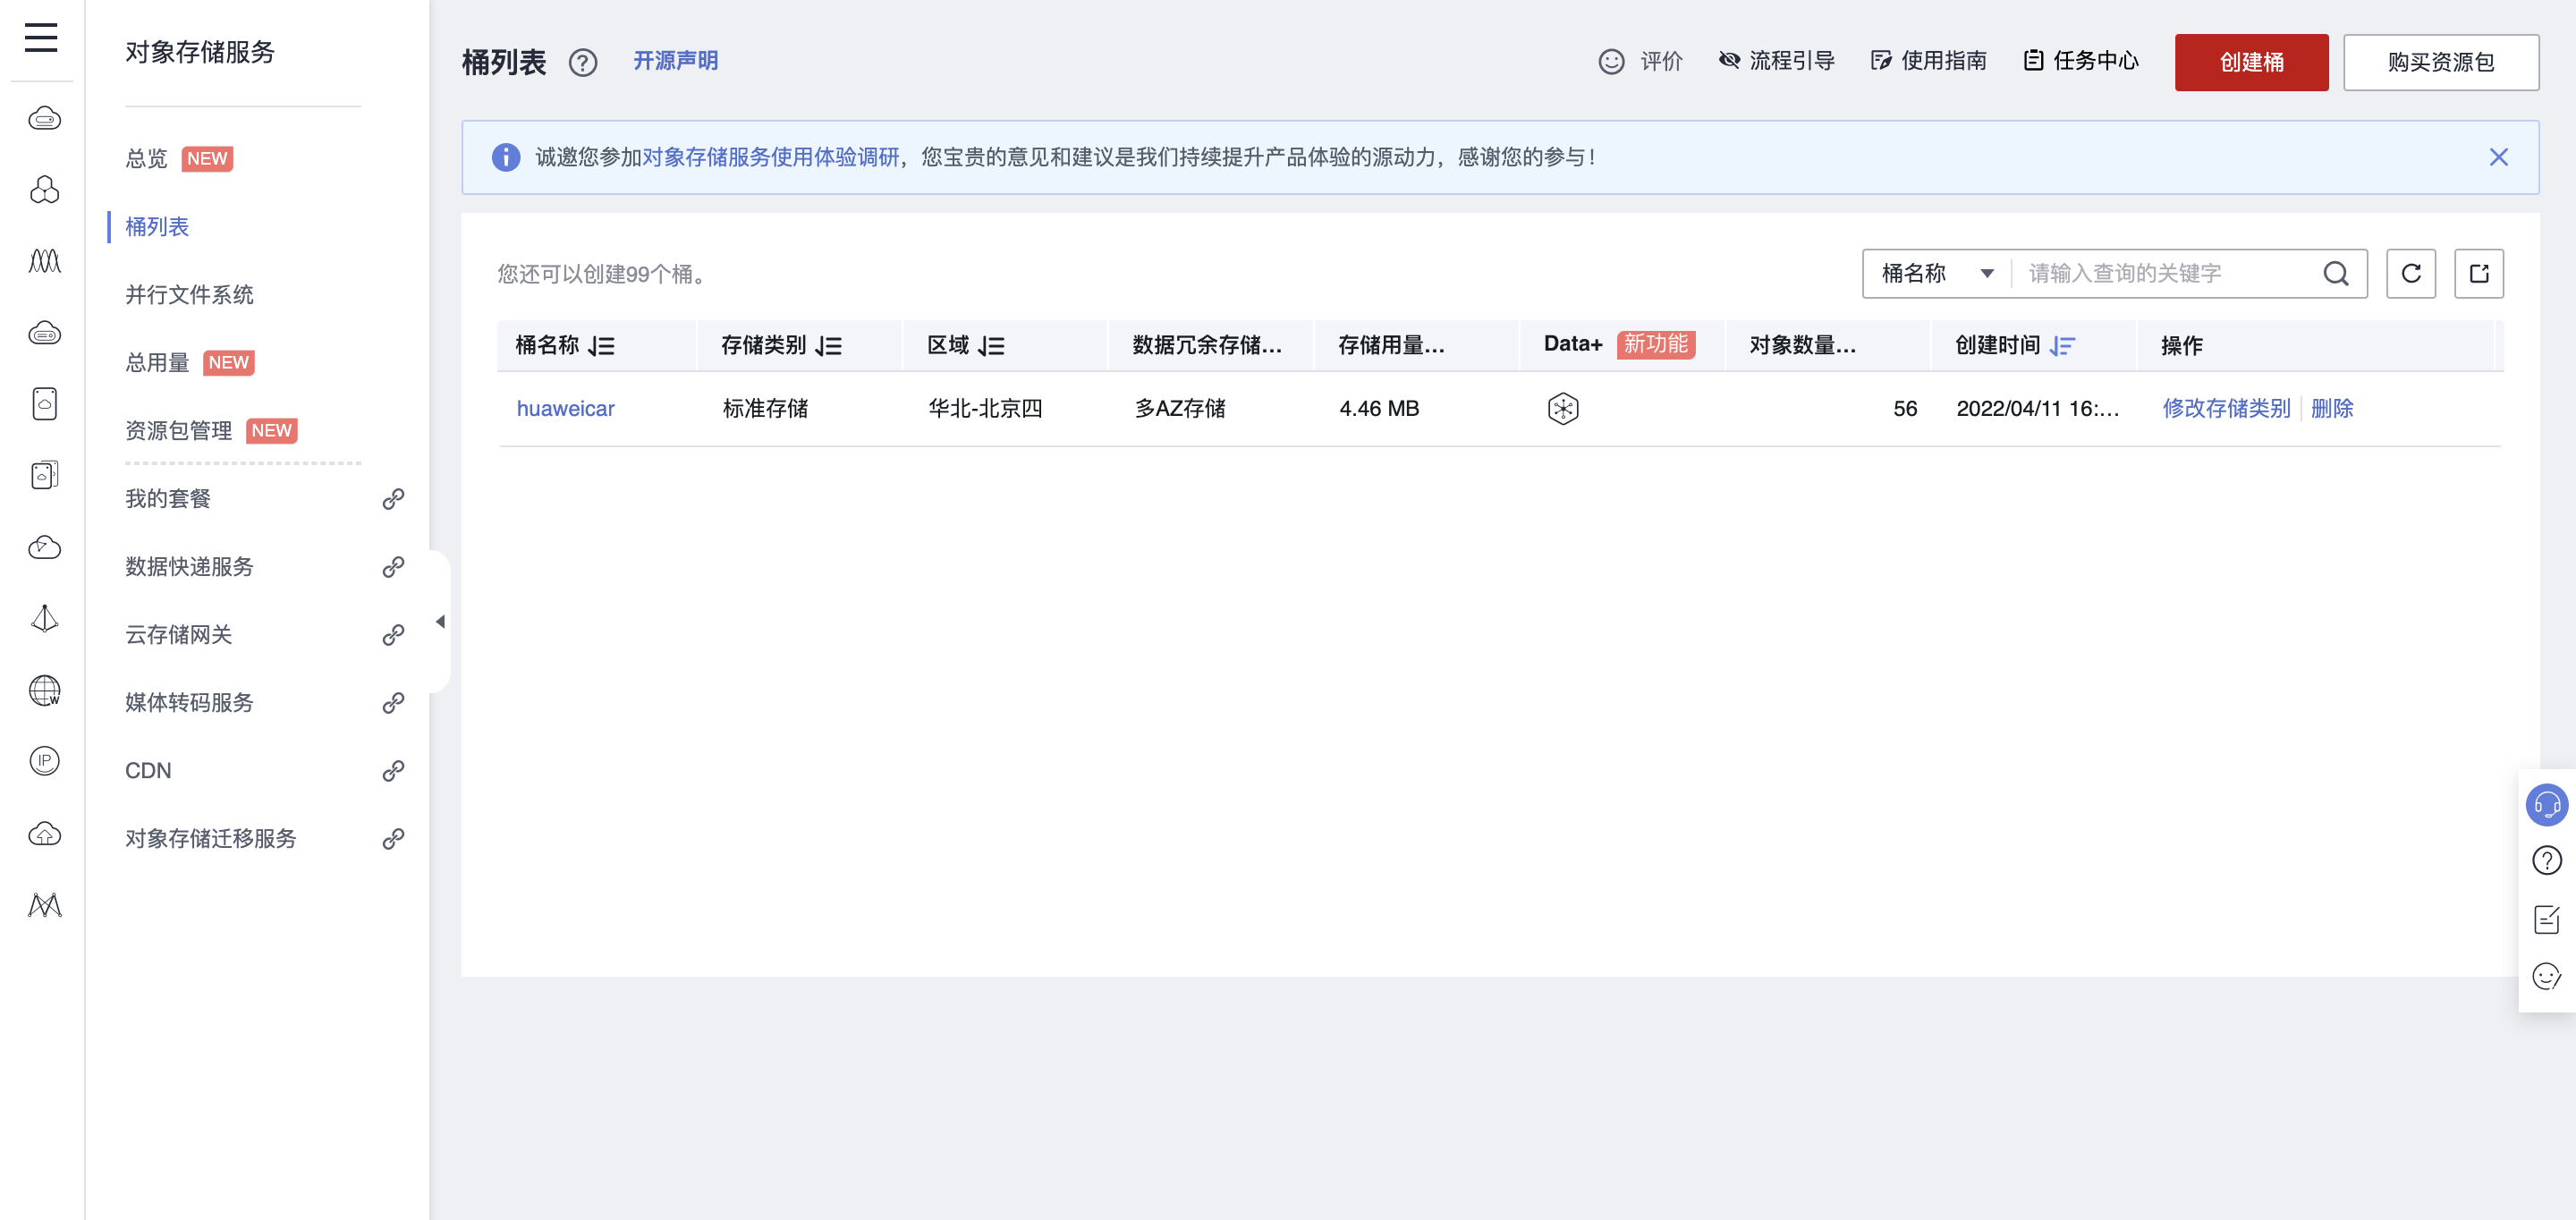 对象存储服务
总览 NEW
桶列表
并行文件系统
总用量 NEW
资源包管理 NEW
我的套餐
数据快递服务
云存储网关
媒体转码服务
CDN
对象存储迁移服务
W
IP
桶列表 ? 开源声明 评价 流程引导 使用指南 任务中心 创建桶 购买资源包
诚邀您参加对象存储服务使用体验调研，您宝贵的意见和建议是我们持续提升产品体验的源动力，感谢您的参与！
您还可以创建99个桶。 桶名称 请输入查询的关键字
桶名称 存储类别 区域 数据冗余存储... 存储用量... Data+ 新功能 对象数量... 创建时间 操作
huaweicar 标准存储 华北-北京四 多AZ存储 4.46 MB 56 2022/04/11 16:... 修改存储类别 删除